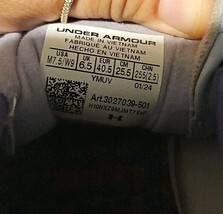 UNDER ARMOUR
MADE IN VIETNAM
FABRIQUÉ AU VIETNAM
HECHO EN VIETNAM
USA UK EUR CM CHN
M7.5/W9 6.5 40.5 25.5 255(2.5)
YMUV 01/24
Art.3027039-501